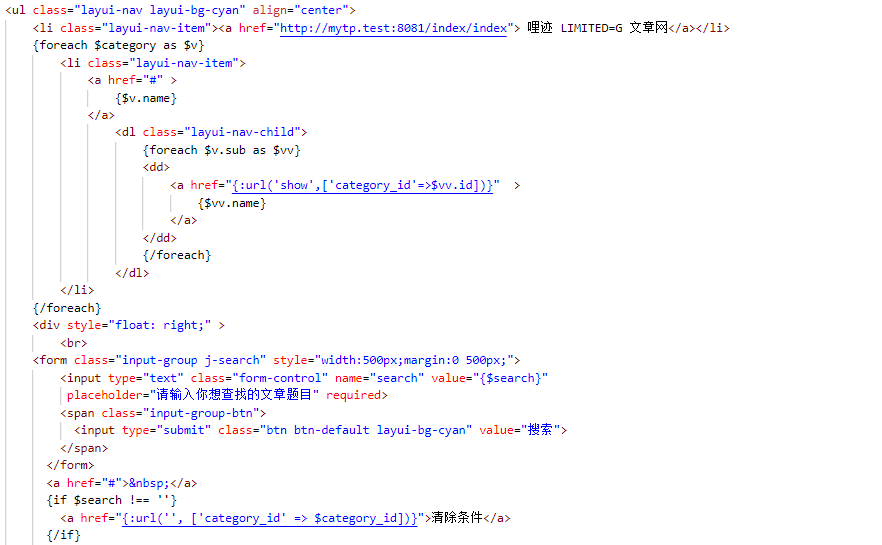 <ul class="layui-nav layui-bg-cyan" align="center">
<li class="layui-nav-item"><a href="http://mytp.test:8081/index/index"> 哩迹 LIMITED=G 文章网</a></li>
{foreach $category as $v}
<li class="layui-nav-item">
<a href="#" >
{$v.name}
</a>
<dl class="layui-nav-child">
{foreach $v.sub as $vv}
<dd>
<a href="{:url('show',['category_id'=>$vv.id])}"  >
{$vv.name}
</a>
</dd>
{/foreach}
</dl>
</li>
{/foreach}
<div style="float: right;" >
<br>
<form class="input-group j-search" style="width:500px;margin:0 500px;">
<input type="text" class="form-control" name="search" value="{$search}"
placeholder="请输入你想查找的文章题目" required>
<span class="input-group-btn">
<input type="submit" class="btn btn-default layui-bg-cyan" value="搜索">
</span>
</form>
<a href="#">&nbsp;</a>
{if $search !== ''}
<a href="{:url('', ['category_id' => $category_id])}">清除条件</a>
{/if}